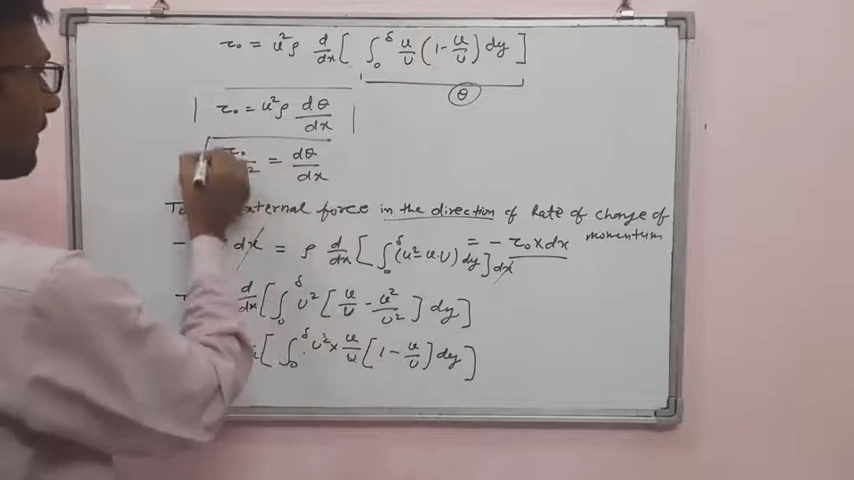 τ₀ = u²ρ d/dx [ ∫₀^δ u/U (1 - u/U) dy ]
θ
τ₀ = u²ρ dθ/dx
= dθ/dx
external force in the direction of Rate of change of
momentum
- dx = ρ d/dx [ ∫₀^δ (u² - u.U) dy ] dx = - τ₀ x dx
d/dx [ ∫₀^δ U² [ u/U - u²/U² ] dy ]
[ ∫₀^δ U² x u/U [ 1 - u/U ] dy ]